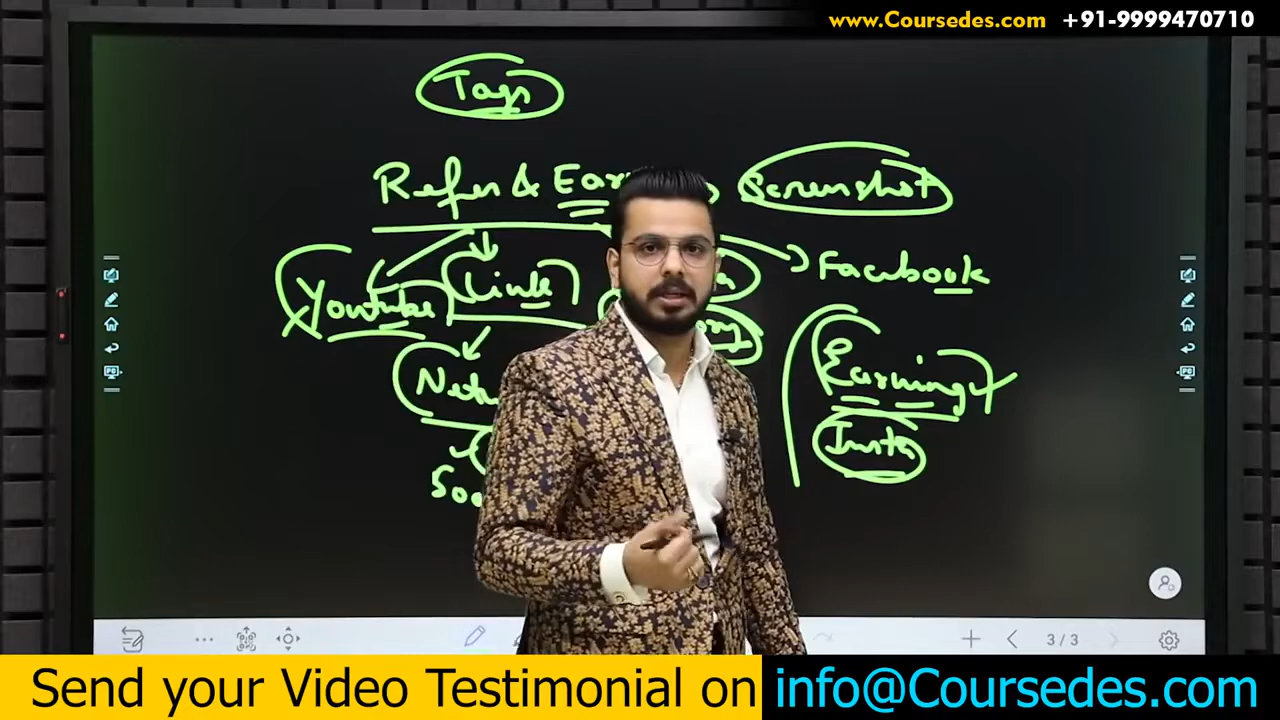 www.Coursedes.com +91-9999470710
Tags
Refer & Screenshot
Facebook
Youtube Link
Earning
Insta
3/3
Send your Video Testimonial on info@Coursedes.com